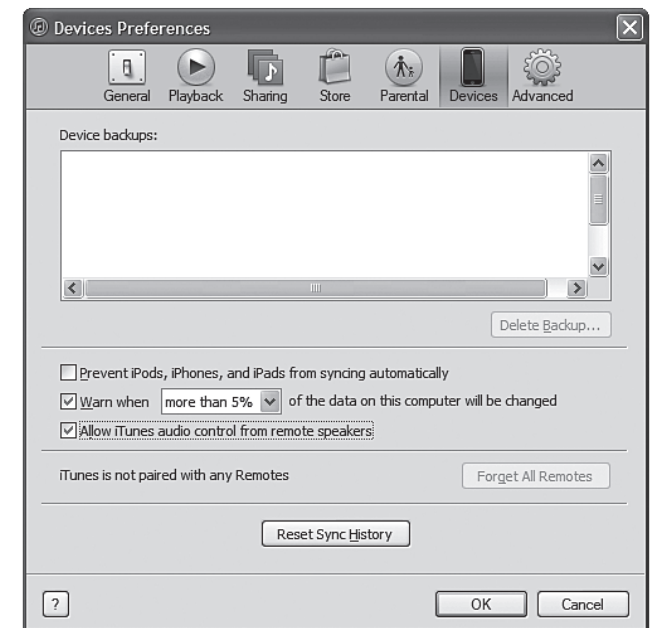 Devices Preferences
General Playback Sharing Store Parental Devices Advanced
Device backups:
Delete Backup...
Prevent iPods, iPhones, and iPads from syncing automatically
Warn when more than 5% of the data on this computer will be changed
Allow iTunes audio control from remote speakers
iTunes is not paired with any Remotes Forget All Remotes
Reset Sync History
? OK Cancel